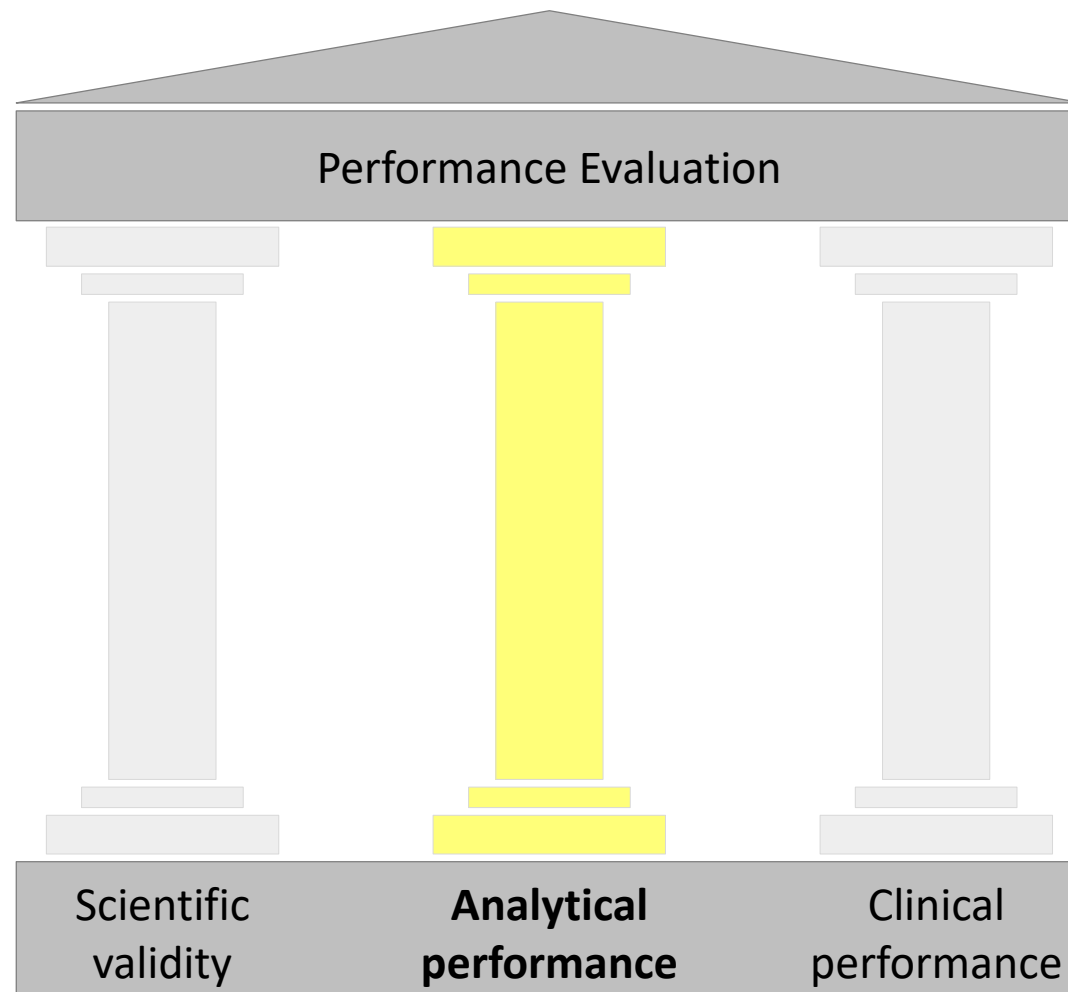 Performance Evaluation
Scientific
validity
Analytical
performance
Clinical
performance